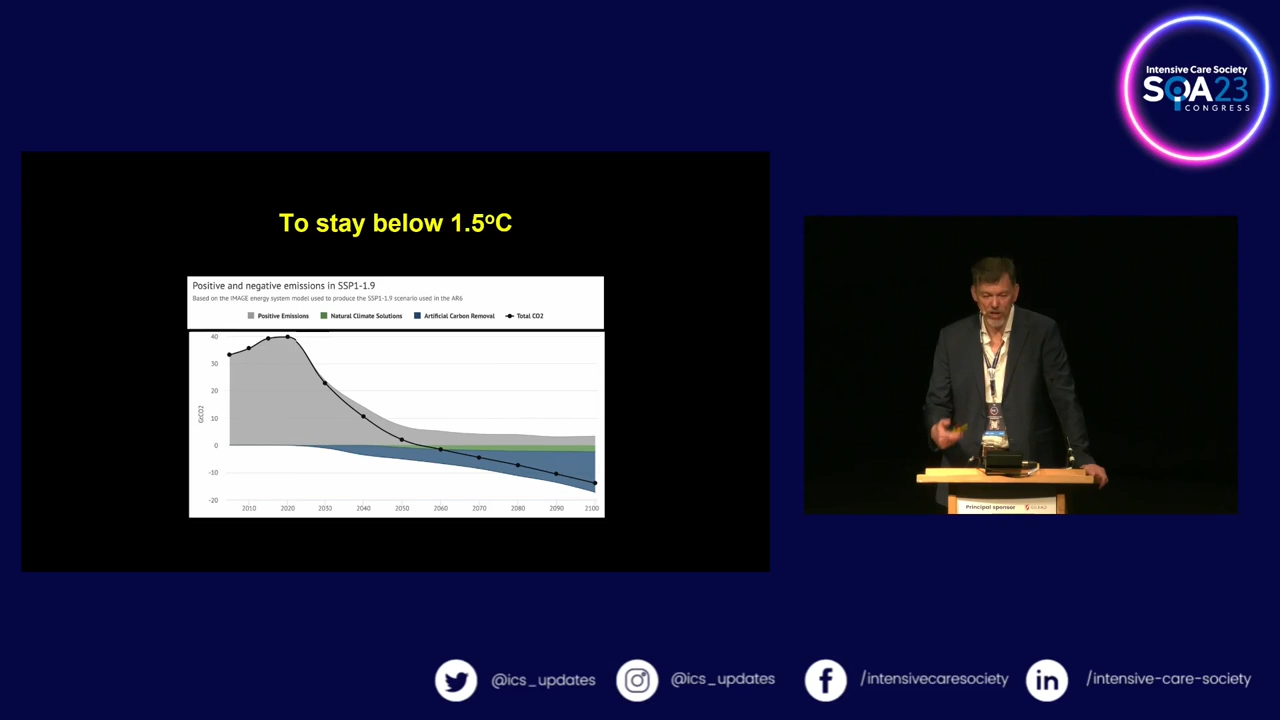 Intensive Care Society
SOA23
CONGRESS
To stay below 1.5°C
Positive and negative emissions in SSP1-1.9
Based on the IMAGE energy system model used to produce the SSP1-1.9 scenario used in the AR6
Positive Emissions Natural Climate Solutions Artificial Carbon Removal Total CO2
40
30
20
10
0
-10
-20
GtCO2
2010 2020 2030 2040 2050 2060 2070 2080 2090 2100
Principal sponsor
@ics_updates @ics_updates /intensivecaresociety /intensive-care-society